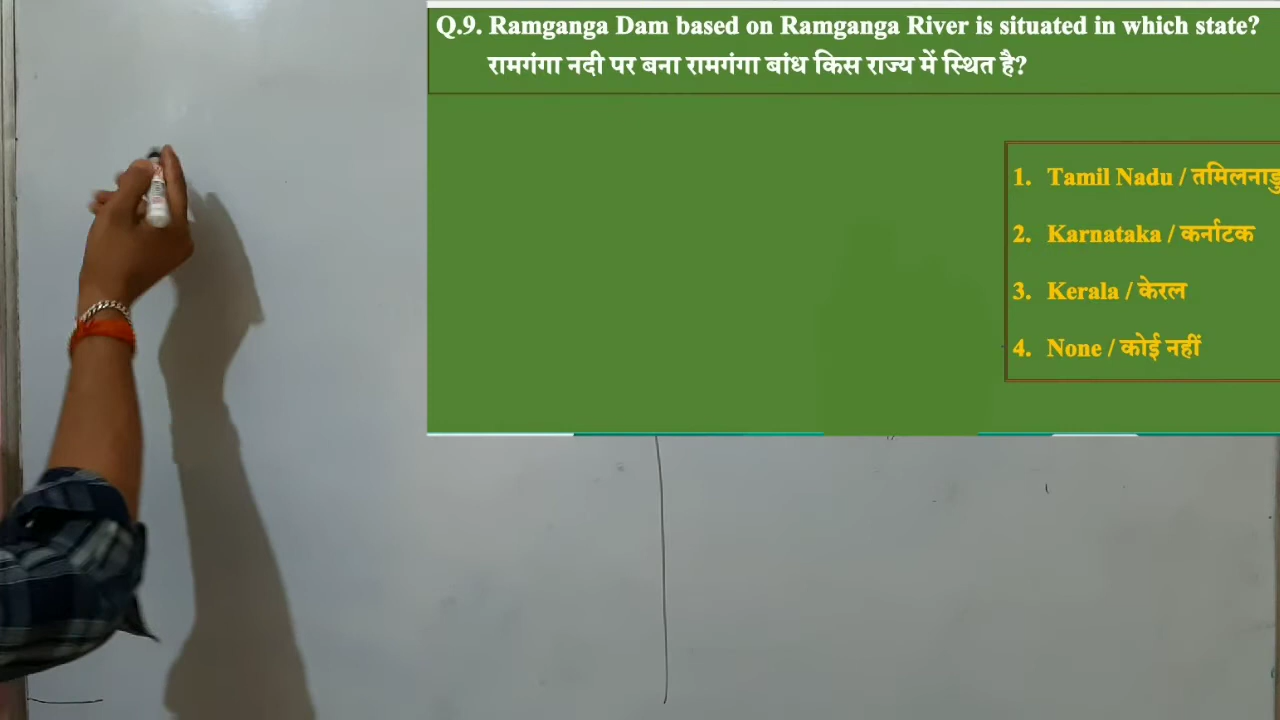 Q.9. Ramganga Dam based on Ramganga River is situated in which state?
रामगंगा नदी पर बना रामगंगा बांध किस राज्य में स्थित है?
1. Tamil Nadu / तमिलनाडु
2. Karnataka / कर्नाटक
3. Kerala / केरल
4. None / कोई नहीं